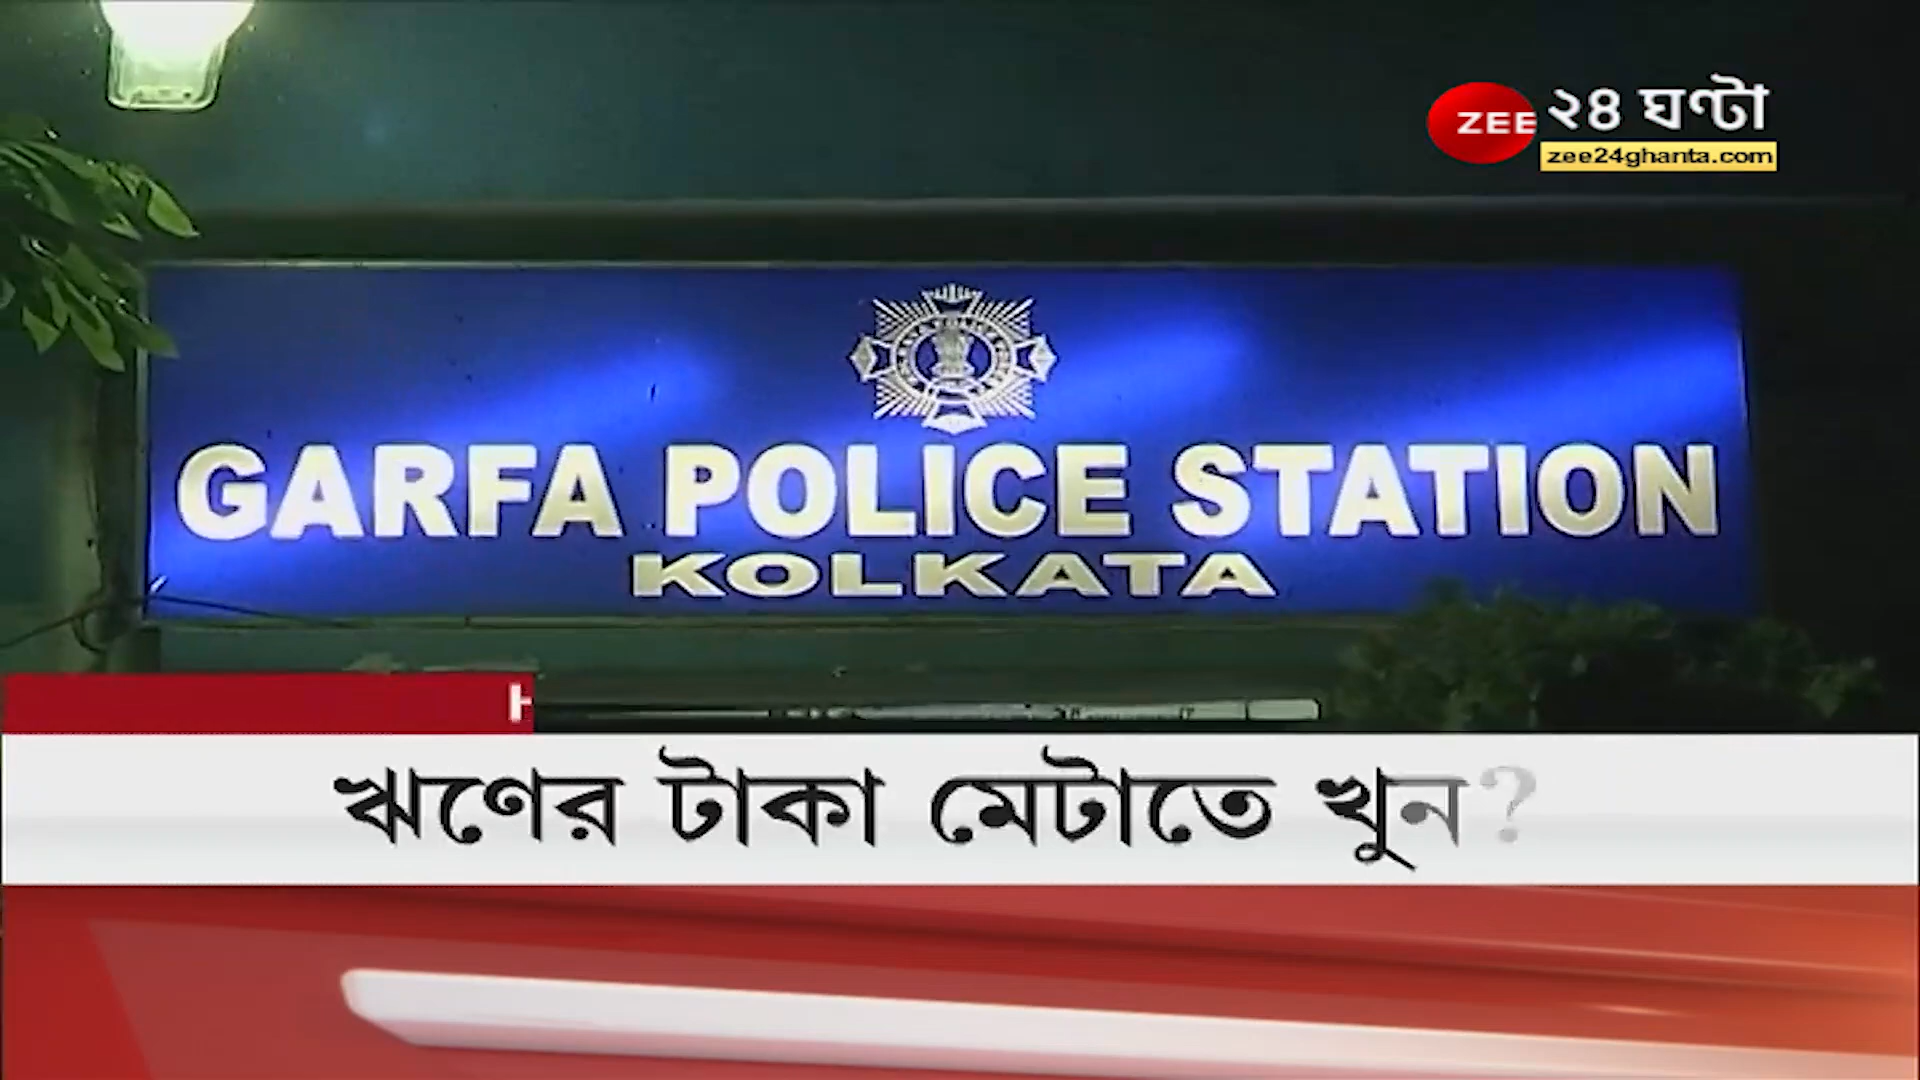 ZEE ২৪ ঘণ্টা
zee24ghanta.com
GARFA POLICE STATION
KOLKATA
H
ঋণের টাকা মেটাতে খুন?